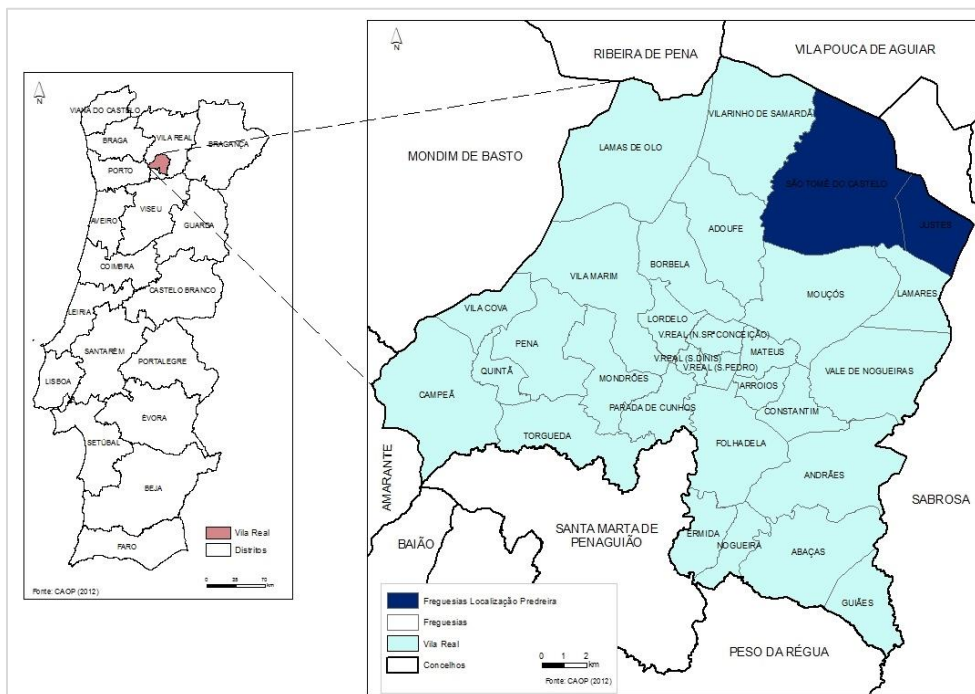 N
VIANA DO CASTELO
BRAGA
VILA REAL
BRAGANÇA
PORTO
AVEIRO
VISEU
GUARDA
COIMBRA
CASTELO BRANCO
LEIRIA
SANTARÉM
PORTALEGRE
LISBOA
ÉVORA
SETÚBAL
BEJA
FARO
Vila Real
Distritos
0 35 70
km
Fonte: CAOP (2012)
N
RIBEIRA DE PENA
VILA POUCA DE AGUIAR
MONDIM DE BASTO
VILARINHO DE SAMARDÃ
LAMAS DE OLO
SÃO TOMÉ DO CASTELO
JUSTES
ADOUFE
BORBELA
VILA MARIM
MOUÇÓS
LAMARES
VILA COVA
LORDELO
V.REAL (N.SRª CONCEIÇÃO)
PENA
MATEUS
V.REAL (S.DINIS)
V.REAL (S.PEDRO)
QUINTÃ
MONDRÕES
ARROIOS
VALE DE NOGUEIRAS
CAMPEÃ
PARADA DE CUNHOS
CONSTANTIM
TORGUEDA
FOLHADELA
ANDRÃES
AMARANTE
SABROSA
BAIÃO
SANTA MARTA DE
PENAGUIÃO
ERMIDA
NOGUEIRA
ABAÇAS
GUIÃES
PESO DA RÉGUA
Freguesias Localização Predreira
Freguesias
Vila Real
Concelhos
0 1 2
km
Fonte: CAOP (2012)